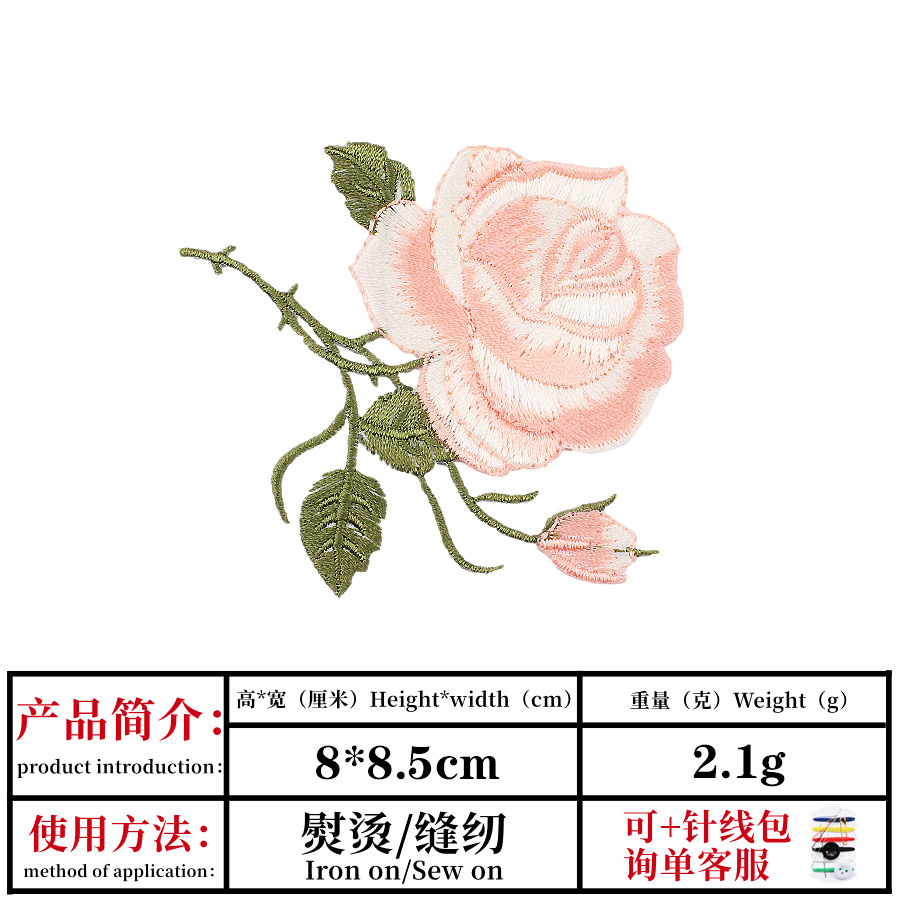 产品简介：
product introduction：
高*宽（厘米）Height*width（cm）
重量（克）Weight（g）
8*8.5cm
2.1g
使用方法：
method of application：
熨烫/缝纫
Iron on/Sew on
可+针线包
询单客服